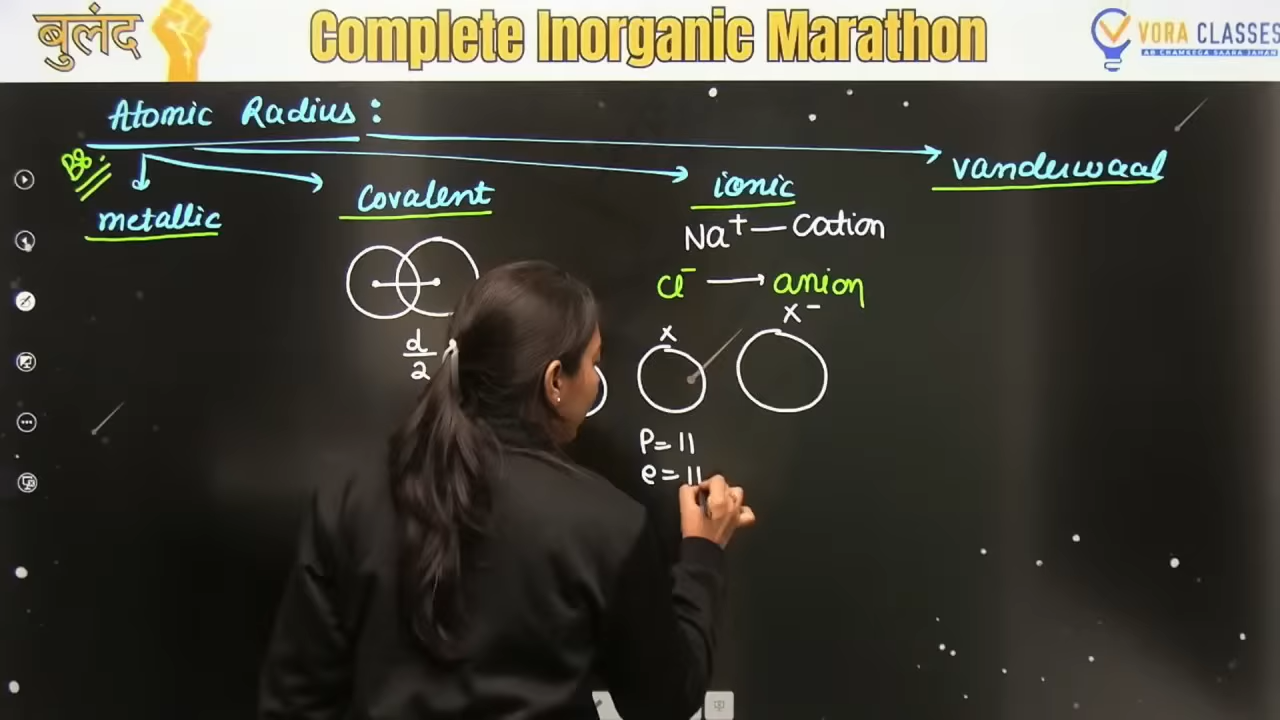 बुलंद
Complete Inorganic Marathon
VORA CLASSES
AB CHAMKEGA SAARA JAHAN
Atomic Radius :
metallic
Covalent
ionic
vanderwaal
Na⁺ — Cation
Cl⁻ → anion
d/2
X
X⁻
P = 11
e = 11